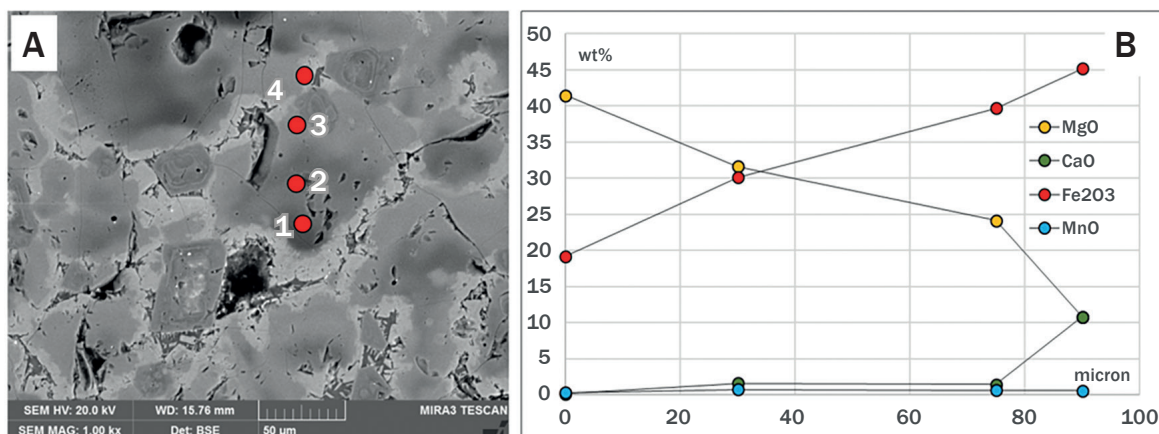 A
4
3
2
1
SEM HV: 20.0 kV WD: 15.76 mm MIRA3 TESCAN
SEM MAG: 1.00 kx Det: BSE 50 µm
B
wt%
50
45
40
35
30
25
20
15
10
5
0
MgO
CaO
Fe2O3
MnO
micron
0 20 40 60 80 100